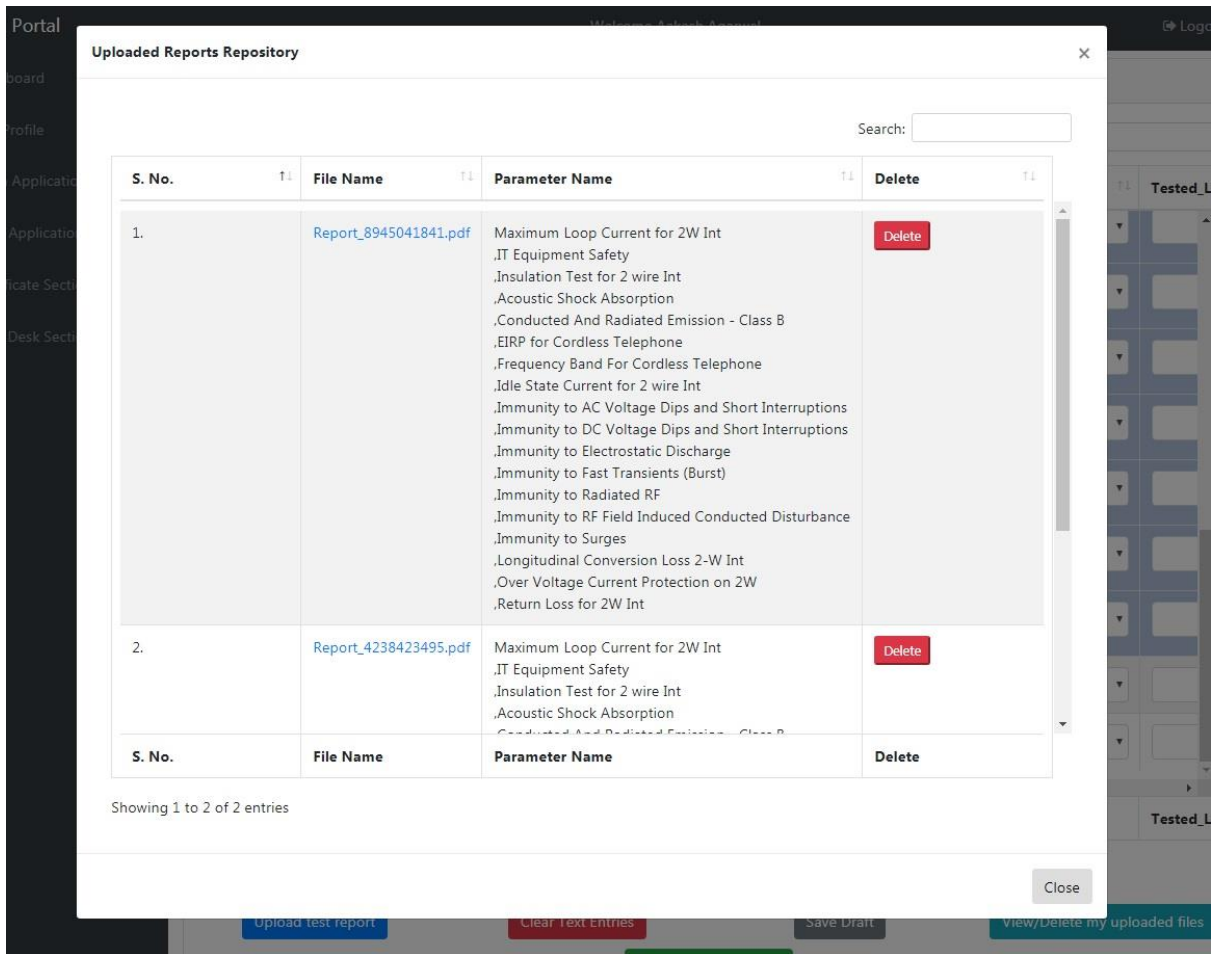 Portal
Uploaded Reports Repository
×
Search:
S. No.
File Name
Parameter Name
Delete
1.
Report_8945041841.pdf
Maximum Loop Current for 2W Int
,IT Equipment Safety
,Insulation Test for 2 wire Int
,Acoustic Shock Absorption
,Conducted And Radiated Emission - Class B
,EIRP for Cordless Telephone
,Frequency Band For Cordless Telephone
,Idle State Current for 2 wire Int
,Immunity to AC Voltage Dips and Short Interruptions
,Immunity to DC Voltage Dips and Short Interruptions
,Immunity to Electrostatic Discharge
,Immunity to Fast Transients (Burst)
,Immunity to Radiated RF
,Immunity to RF Field Induced Conducted Disturbance
,Immunity to Surges
,Longitudinal Conversion Loss 2-W Int
,Over Voltage Current Protection on 2W
,Return Loss for 2W Int
Delete
2.
Report_4238423495.pdf
Maximum Loop Current for 2W Int
,IT Equipment Safety
,Insulation Test for 2 wire Int
,Acoustic Shock Absorption
,Conducted And Radiated Emission - Class B
Delete
S. No.
File Name
Parameter Name
Delete
Showing 1 to 2 of 2 entries
Close
board
Profile
Applicatio
Applicatio
ficate Secti
Desk Secti
Logo
Tested_L
Tested_L
Upload test report
Clear Text Entries
Save Draft
View/Delete my uploaded files